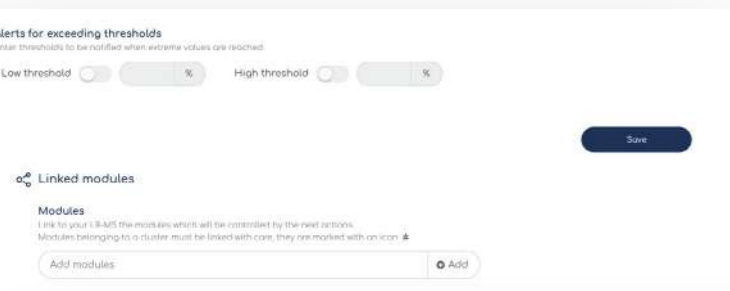 lerts for exceeding thresholds
nter thresholds to be notified when extreme values are reached
Low threshold % High threshold %
Save
Linked modules
Modules
Link to your LB-MS the modules which will be controlled by the next actions.
Modules belonging to a cluster must be linked with care, they are marked with an icon
Add modules Add